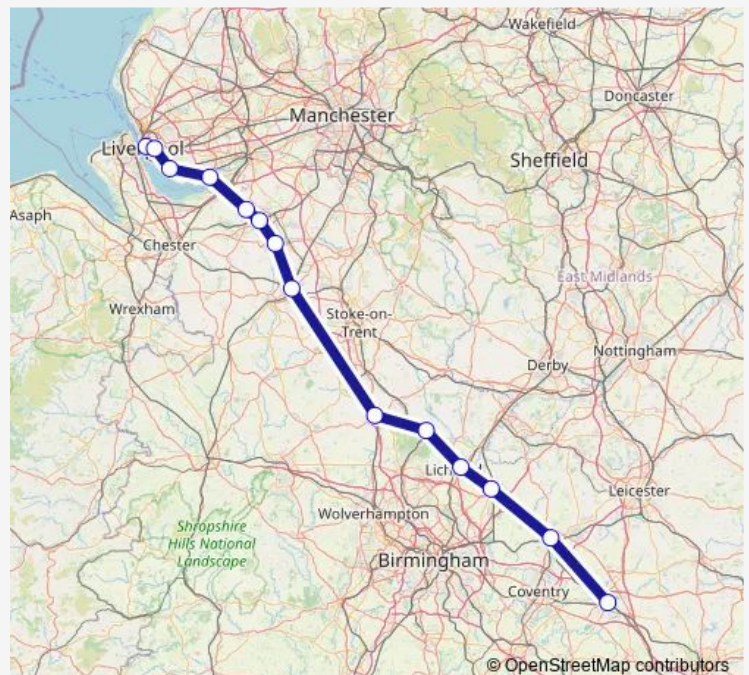 Wakefield
Doncaster
Manchester
Liverpool
Sheffield
Asaph
Chester
East Midlands
Wrexham
Stoke-on-
Trent
Derby
Nottingham
Leicester
Wolverhampton
Shropshire
Hills National
Landscape
Birmingham
Coventry
© OpenStreetMap contributors